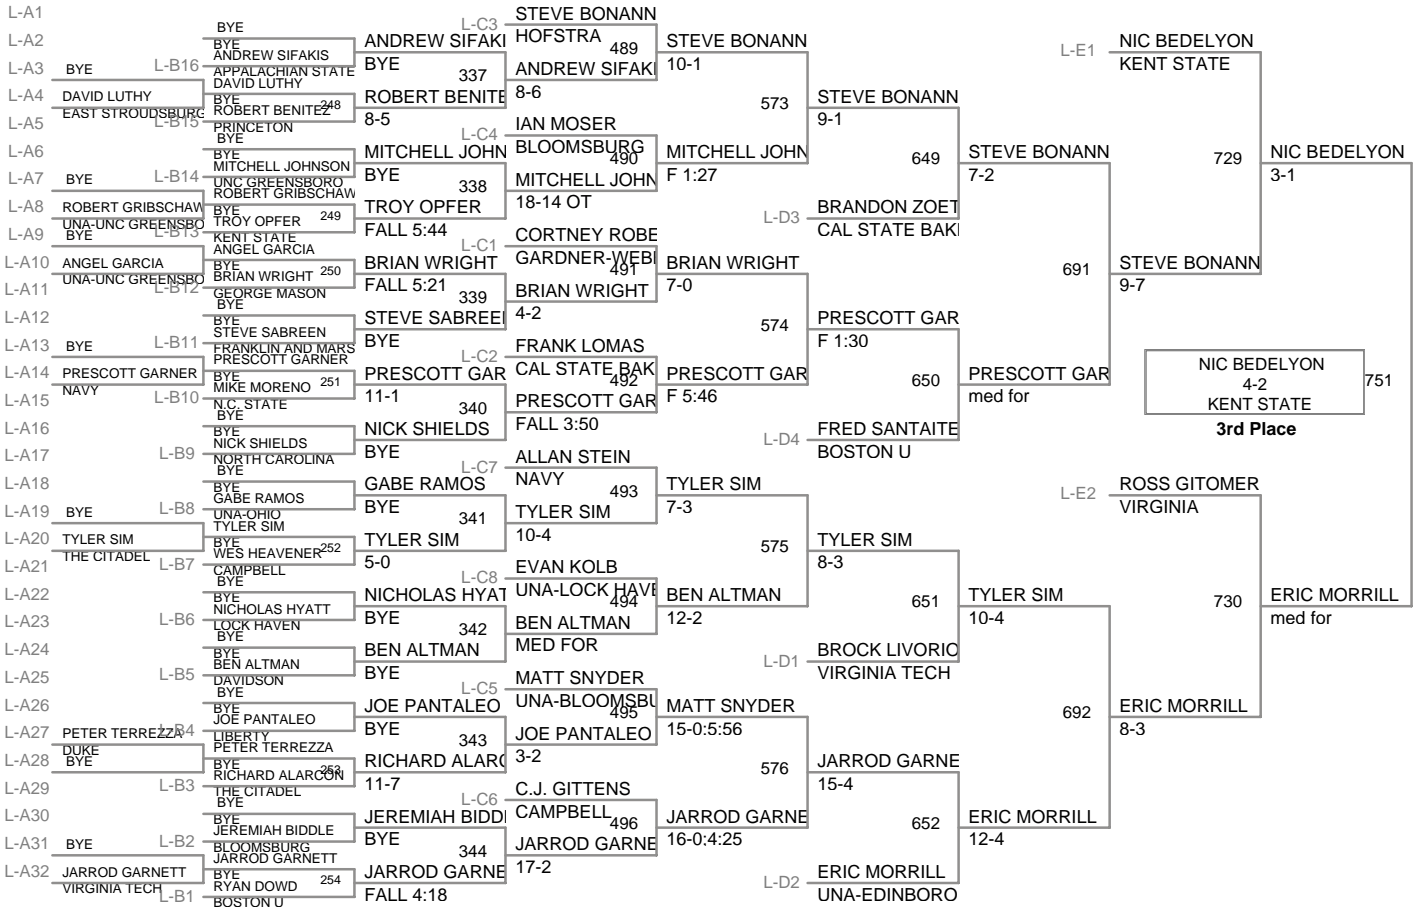 L-A1
L-A2
L-A3
L-A4
L-A5
L-A6
L-A7
L-A8
L-A9
L-A10
L-A11
L-A12
L-A13
L-A14
L-A15
L-A16
L-A17
L-A18
L-A19
L-A20
L-A21
L-A22
L-A23
L-A24
L-A25
L-A26
L-A27
L-A28
L-A29
L-A30
L-A31
L-A32
BYE
DAVID LUTHY
EAST STROUDSBURG
BYE
ROBERT GRIBSCHAW
UNA-UNC GREENSBO
BYE
ANGEL GARCIA
UNA-UNC GREENSBO
BYE
PRESCOTT GARNER
NAVY
BYE
TYLER SIM
THE CITADEL
PETER TERREZZA
DUKE
BYE
BYE
JARROD GARNETT
VIRGINIA TECH
BYE
BYE
L-B16
ANDREW SIFAKIS
APPALACHIAN STATE
DAVID LUTHY
BYE
248
L-B15
ROBERT BENITEZ
PRINCETON
BYE
BYE
L-B14
MITCHELL JOHNSON
UNC GREENSBORO
ROBERT GRIBSCHAW
BYE
249
L-B13
TROY OPFER
KENT STATE
ANGEL GARCIA
BYE
250
L-B12
BRIAN WRIGHT
GEORGE MASON
BYE
BYE
L-B11
STEVE SABREEN
FRANKLIN AND MARS
PRESCOTT GARNER
BYE
251
L-B10
MIKE MORENO
N.C. STATE
BYE
BYE
L-B9
NICK SHIELDS
NORTH CAROLINA
BYE
BYE
L-B8
GABE RAMOS
UNA-OHIO
TYLER SIM
BYE
252
L-B7
WES HEAVENER
CAMPBELL
BYE
BYE
L-B6
NICHOLAS HYATT
LOCK HAVEN
BYE
BYE
L-B5
BEN ALTMAN
DAVIDSON
BYE
BYE
L-B4
JOE PANTALEO
LIBERTY
PETER TERREZZA
BYE
253
L-B3
RICHARD ALARCON
THE CITADEL
BYE
BYE
L-B2
JEREMIAH BIDDLE
BLOOMSBURG
JARROD GARNETT
BYE
254
L-B1
RYAN DOWD
BOSTON U
ANDREW SIFAKI
BYE
337
ROBERT BENITE
8-5
MITCHELL JOHN
BYE
338
TROY OPFER
FALL 5:44
BRIAN WRIGHT
FALL 5:21
339
STEVE SABREE
BYE
PRESCOTT GAR
11-1
340
NICK SHIELDS
BYE
GABE RAMOS
BYE
341
TYLER SIM
5-0
NICHOLAS HYAT
BYE
342
BEN ALTMAN
BYE
JOE PANTALEO
BYE
343
RICHARD ALARC
11-7
JEREMIAH BIDD
BYE
344
JARROD GARNE
FALL 4:18
L-C3
STEVE BONANN
HOFSTRA
489
ANDREW SIFAK
8-6
L-C4
IAN MOSER
BLOOMSBURG
490
MITCHELL JOHN
18-14 OT
L-C1
CORTNEY ROBE
GARDNER-WEB
491
BRIAN WRIGHT
4-2
L-C2
FRANK LOMAS
CAL STATE BAK
492
PRESCOTT GAR
FALL 3:50
L-C7
ALLAN STEIN
NAVY
493
TYLER SIM
10-4
L-C8
EVAN KOLB
UNA-LOCK HAVE
494
BEN ALTMAN
MED FOR
L-C5
MATT SNYDER
UNA-BLOOMSBU
495
JOE PANTALEO
3-2
L-C6
C.J. GITTENS
CAMPBELL
496
JARROD GARNE
17-2
STEVE BONANN
10-1
573
MITCHELL JOHN
F 1:27
BRIAN WRIGHT
7-0
574
PRESCOTT GAR
F 5:46
TYLER SIM
7-3
575
BEN ALTMAN
12-2
MATT SNYDER
15-0:5:56
576
JARROD GARNE
16-0:4:25
STEVE BONANN
9-1
649
L-D3
BRANDON ZOET
CAL STATE BAK
PRESCOTT GAR
F 1:30
650
L-D4
FRED SANTAITE
BOSTON U
TYLER SIM
8-3
651
L-D1
BROCK LIVORIO
VIRGINIA TECH
JARROD GARNE
15-4
652
L-D2
ERIC MORRILL
UNA-EDINBORO
STEVE BONANN
7-2
691
PRESCOTT GAR
med for
TYLER SIM
10-4
692
ERIC MORRILL
12-4
L-E1
NIC BEDELYON
KENT STATE
729
STEVE BONANN
9-7
L-E2
ROSS GITOMER
VIRGINIA
730
ERIC MORRILL
8-3
NIC BEDELYON
3-1
NIC BEDELYON
4-2
KENT STATE
751
3rd Place
ERIC MORRILL
med for